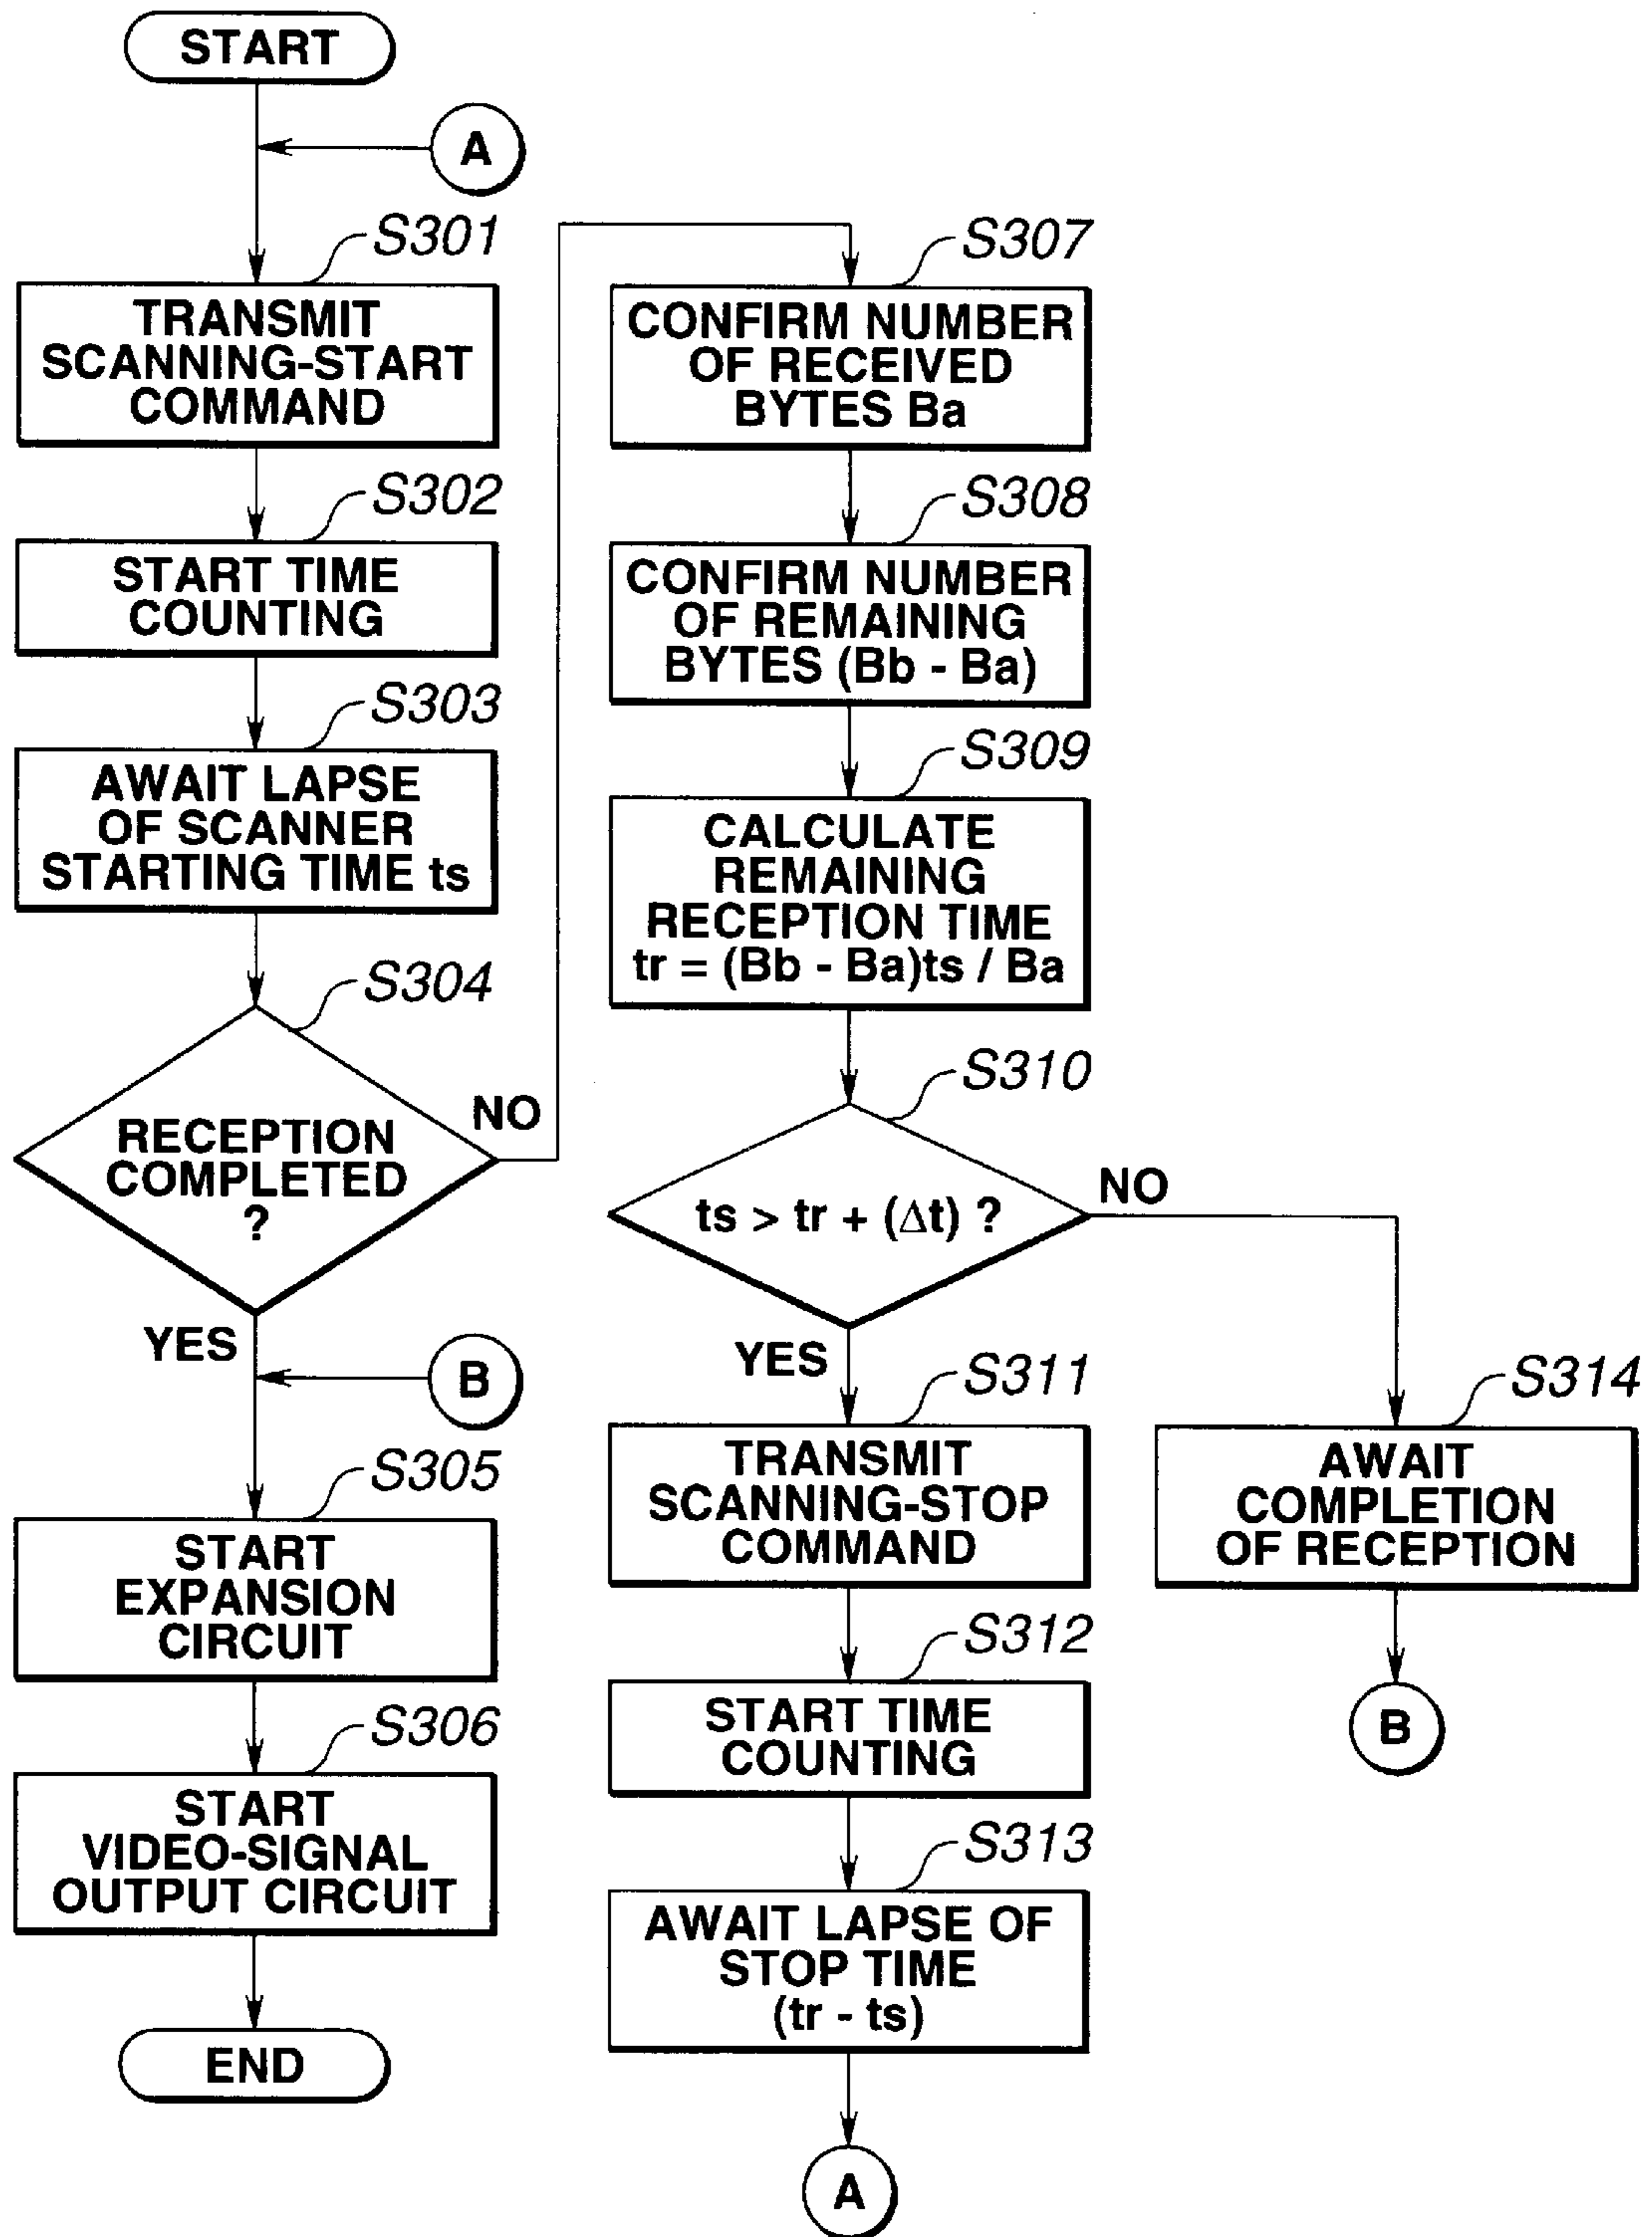 START
A
S301
TRANSMIT
SCANNING-START
COMMAND
S302
START TIME
COUNTING
S303
AWAIT LAPSE
OF SCANNER
STARTING TIME ts
S304
RECEPTION
COMPLETED
?
NO
YES
B
S305
START
EXPANSION
CIRCUIT
S306
START
VIDEO-SIGNAL
OUTPUT CIRCUIT
END
S307
CONFIRM NUMBER
OF RECEIVED
BYTES Ba
S308
CONFIRM NUMBER
OF REMAINING
BYTES (Bb - Ba)
S309
CALCULATE
REMAINING
RECEPTION TIME
tr = (Bb - Ba)ts / Ba
S310
ts > tr + (Δt) ?
NO
YES
S311
TRANSMIT
SCANNING-STOP
COMMAND
S312
START TIME
COUNTING
S313
AWAIT LAPSE OF
STOP TIME
(tr - ts)
A
S314
AWAIT
COMPLETION
OF RECEPTION
B